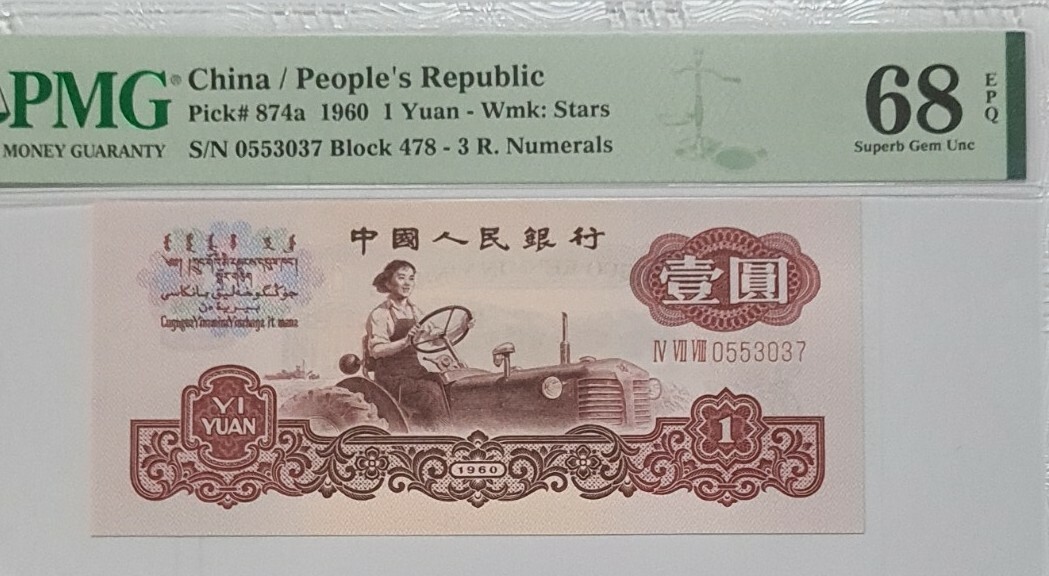 PMG®
MONEY GUARANTY
China / People's Republic
Pick# 874a 1960 1 Yuan - Wmk: Stars
S/N 0553037 Block 478 - 3 R. Numerals
68
EPQ
Superb Gem Unc
中國人民銀行
壹圓
IV VII VIII 0553037
YI
YUAN
1960
1